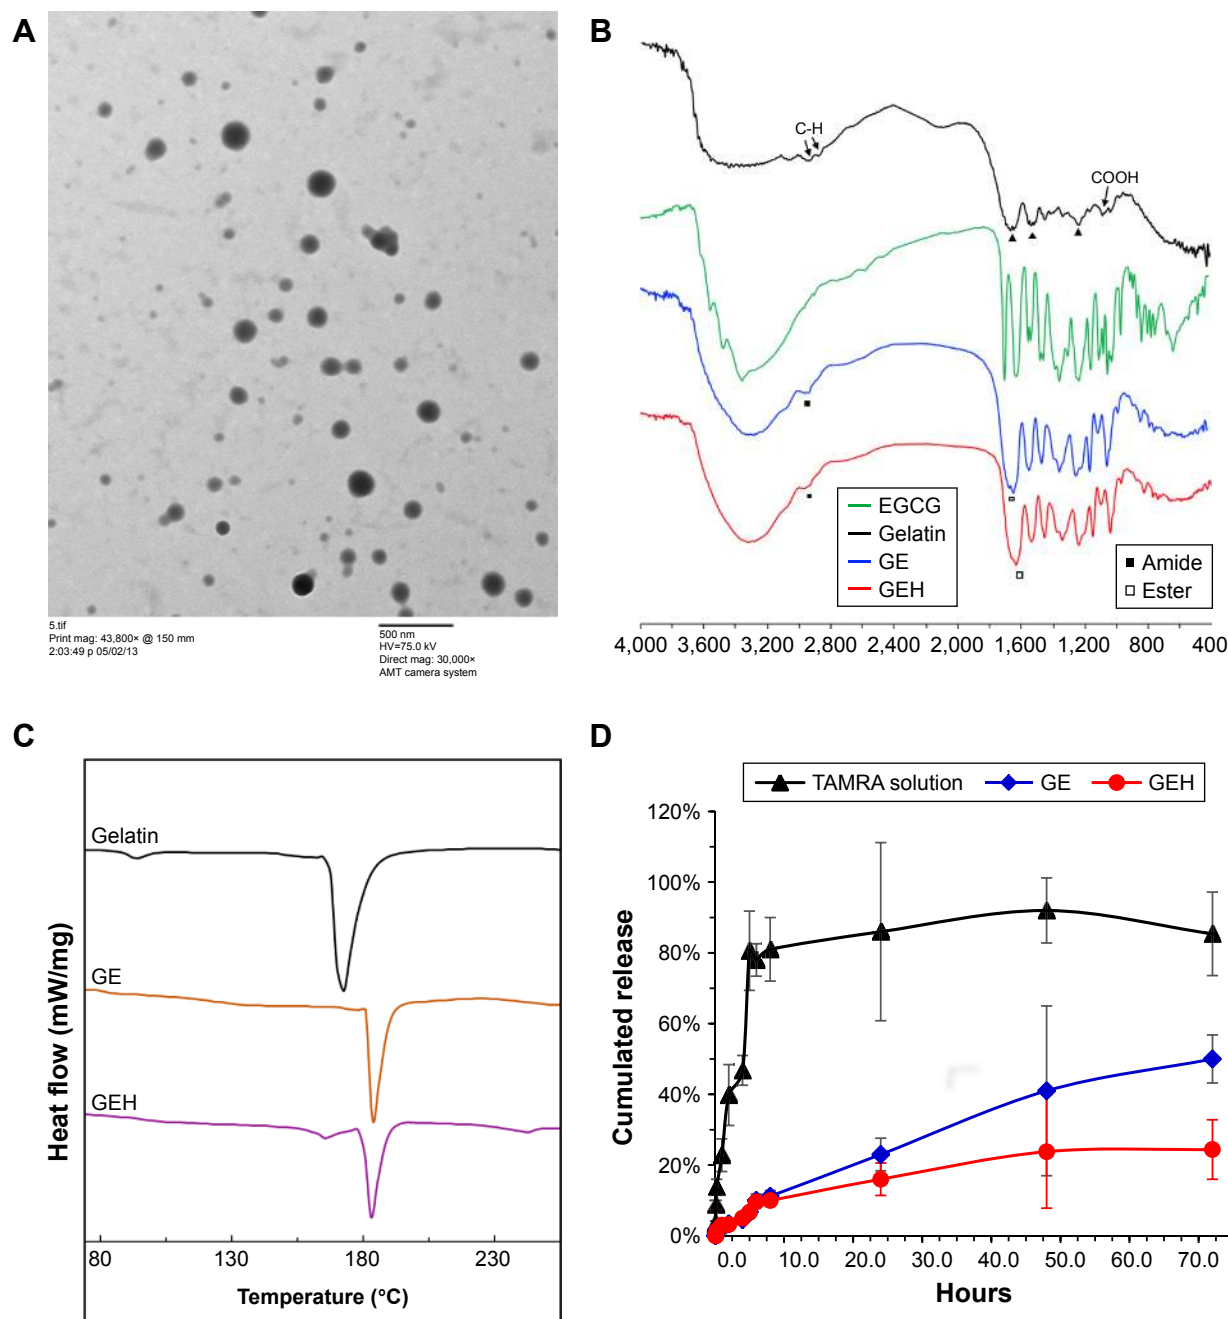 A
5.tif
Print mag: 43,800× @ 150 mm
2:03:49 p 05/02/13
500 nm
HV=75.0 kV
Direct mag: 30,000×
AMT camera system
B
C-H
COOH
EGCG
Gelatin
GE
GEH
Amide
Ester
4,000 3,600 3,200 2,800 2,400 2,000 1,600 1,200 800 400
C
Gelatin
GE
GEH
Heat flow (mW/mg)
80 130 180 230
Temperature (°C)
D
TAMRA solution GE GEH
120%
100%
80%
60%
40%
20%
0%
Cumulated release
0.0 10.0 20.0 30.0 40.0 50.0 60.0 70.0
Hours